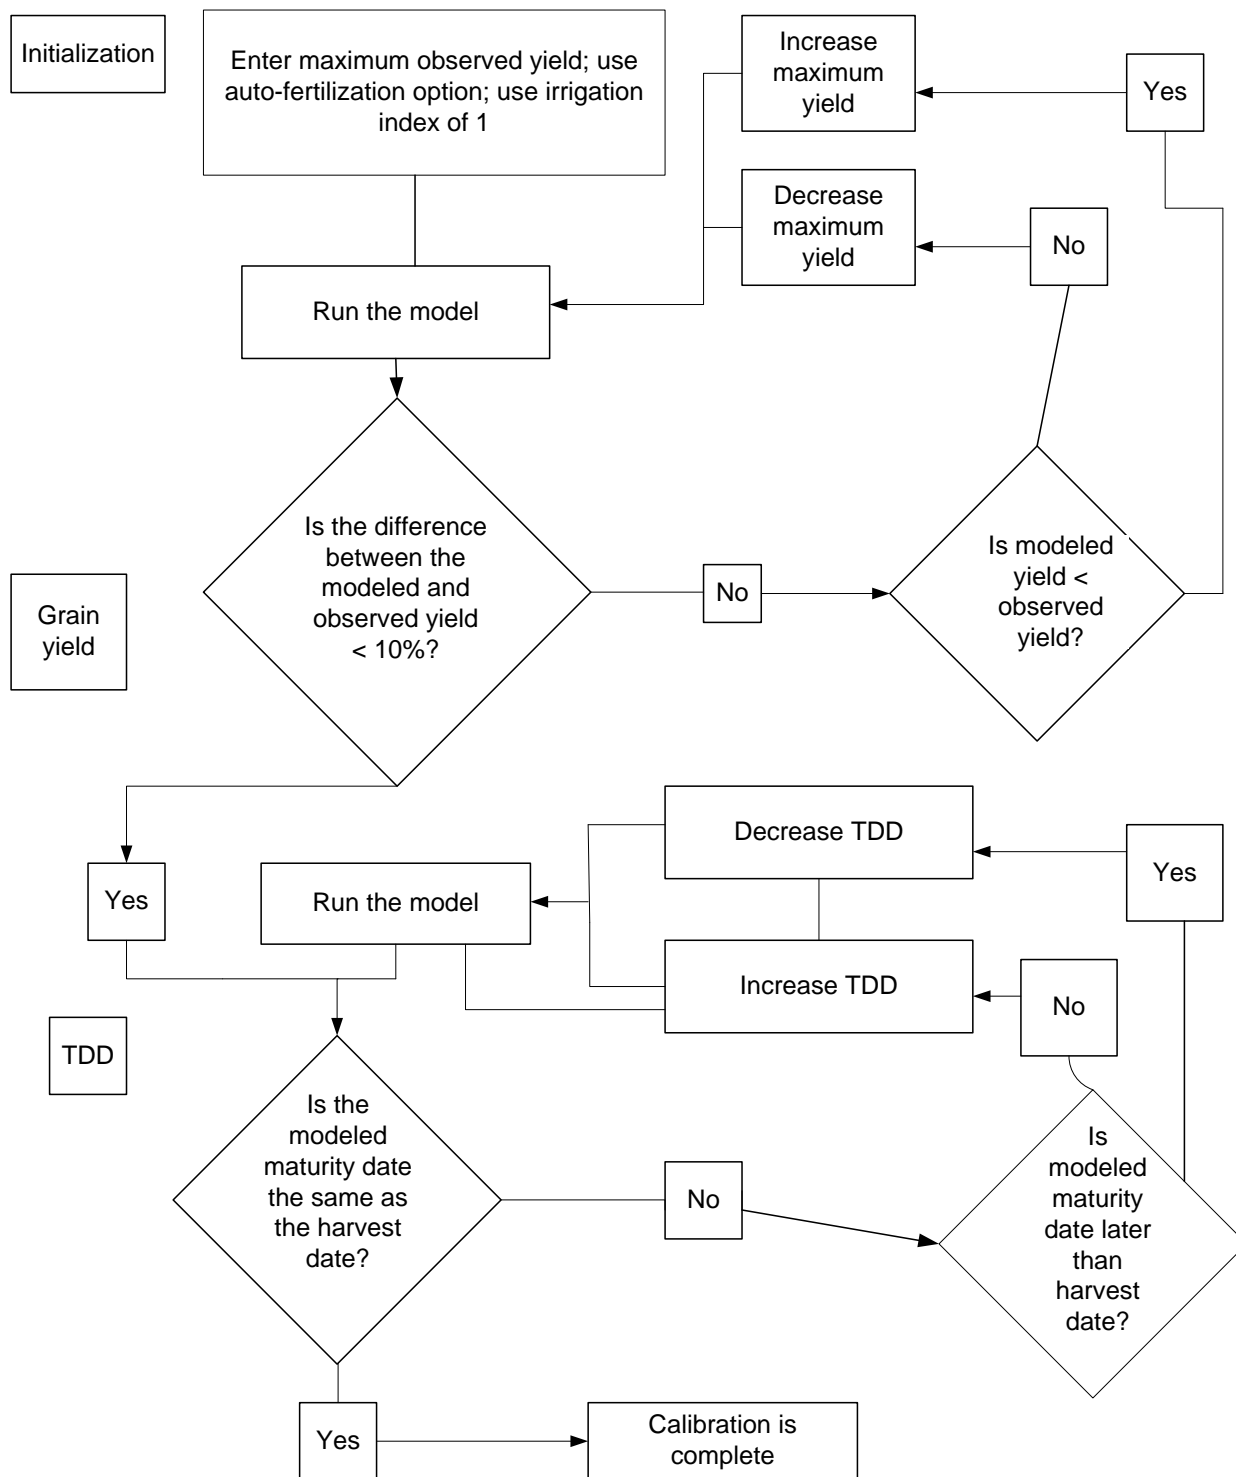 Initialization
Enter maximum observed yield; use
auto-fertilization option; use irrigation
index of 1
Increase
maximum
yield
Yes
Decrease
maximum
yield
No
Run the model
Is the difference
between the
modeled and
observed yield
< 10%?
No
Is modeled
yield <
observed
yield?
Grain
yield
Yes
Run the model
Decrease TDD
Yes
Increase TDD
No
TDD
Is the
modeled
maturity date
the same as
the harvest
date?
No
Is
modeled
maturity
date later
than
harvest
date?
Yes
Calibration is
complete